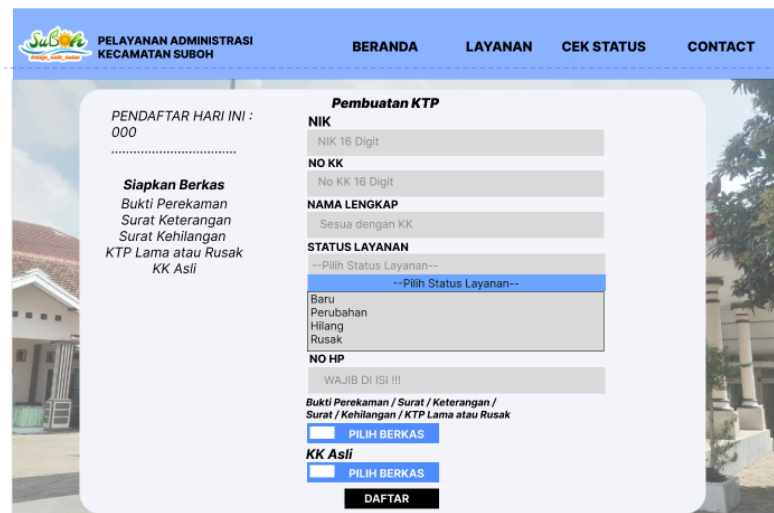 SuBoh
PELAYANAN ADMINISTRASI
KECAMATAN SUBOH
BERANDA
LAYANAN
CEK STATUS
CONTACT
PENDAFTAR HARI INI :
000
..................................
Siapkan Berkas
Bukti Perekaman
Surat Keterangan
Surat Kehilangan
KTP Lama atau Rusak
KK Asli
Pembuatan KTP
NIK
NIK 16 Digit
NO KK
No KK 16 Digit
NAMA LENGKAP
Sesua dengan KK
STATUS LAYANAN
--Pilih Status Layanan--
--Pilih Status Layanan--
Baru
Perubahan
Hilang
Rusak
NO HP
WAJIB DI ISI !!!
Bukti Perekaman / Surat / Keterangan /
Surat / Kehilangan / KTP Lama atau Rusak
PILIH BERKAS
KK Asli
PILIH BERKAS
DAFTAR